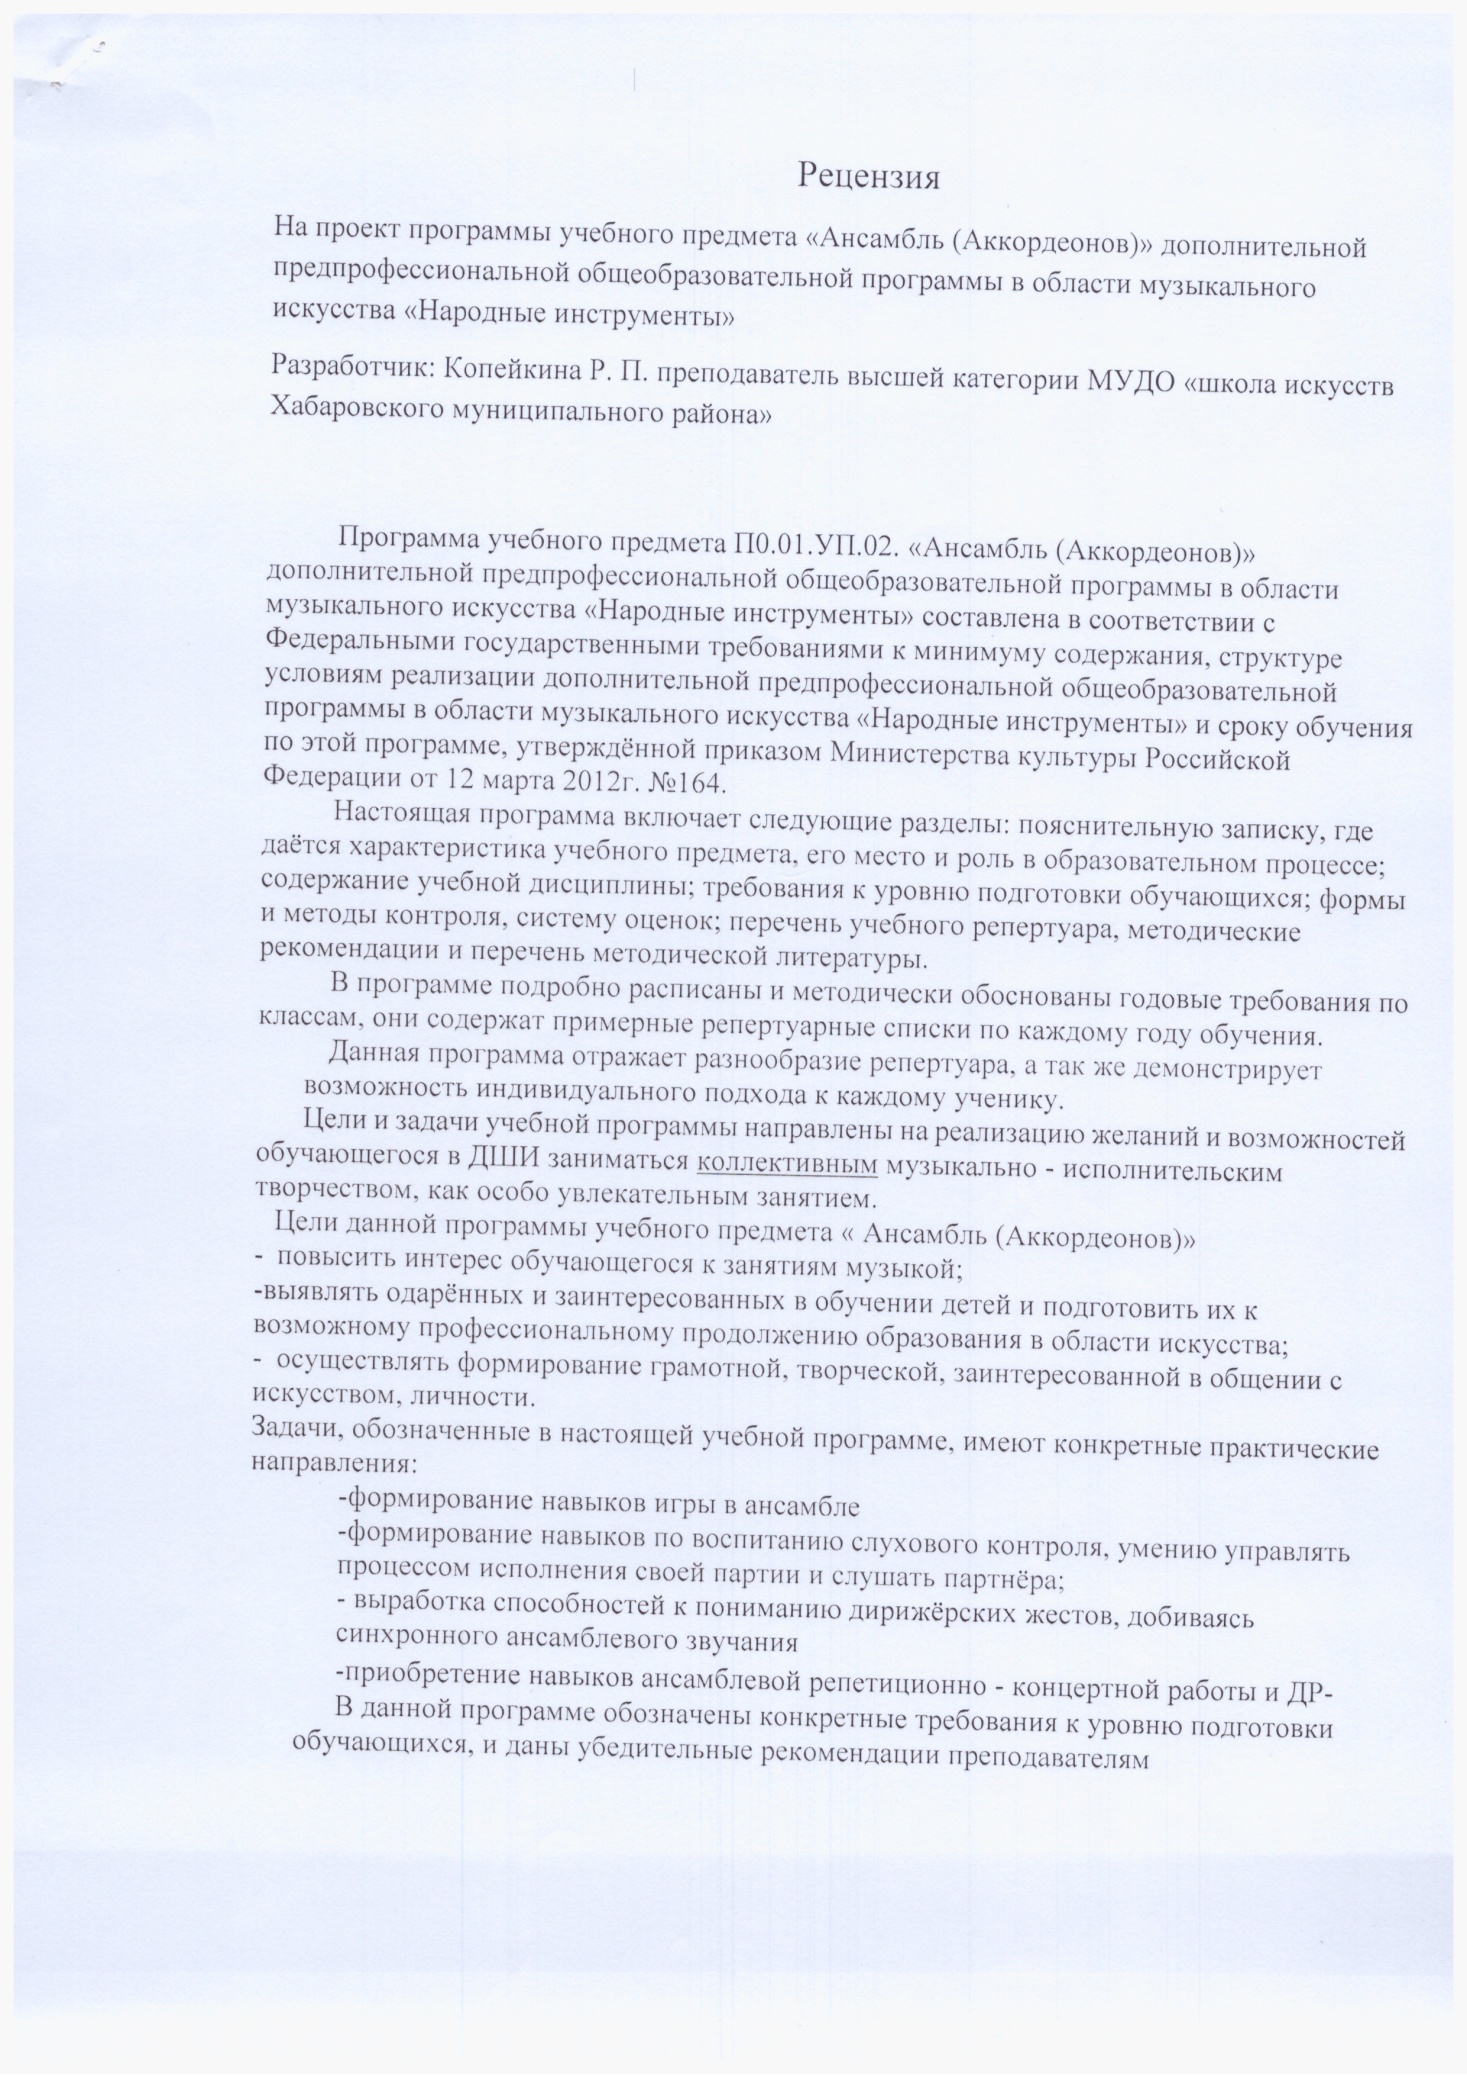 Рецензия
На проект программы учебного предмета «Ансамбль (Аккордеонов)» дополнительной
предпрофессиональной общеобразовательной программы в области музыкального
искусства «Народные инструменты»
Разработчик: Копейкина Р. П. преподаватель высшей категории МУДО «школа искусств
Хабаровского муниципального района»
Программа учебного предмета П0.01.УП.02. «Ансамбль (Аккордеонов)»
дополнительной предпрофессиональной общеобразовательной программы в области
музыкального искусства «Народные инструменты» составлена в соответствии с
Федеральными государственными требованиями к минимуму содержания, структуре
условиям реализации дополнительной предпрофессиональной общеобразовательной
программы в области музыкального искусства «Народные инструменты» и сроку обучения
по этой программе, утверждённой приказом Министерства культуры Российской
Федерации от 12 марта 2012г. №164.
Настоящая программа включает следующие разделы: пояснительную записку, где
даётся характеристика учебного предмета, его место и роль в образовательном процессе;
содержание учебной дисциплины; требования к уровню подготовки обучающихся; формы
и методы контроля, систему оценок; перечень учебного репертуара, методические
рекомендации и перечень методической литературы.
В программе подробно расписаны и методически обоснованы годовые требования по
классам, они содержат примерные репертуарные списки по каждому году обучения.
Данная программа отражает разнообразие репертуара, а так же демонстрирует
возможность индивидуального подхода к каждому ученику.
Цели и задачи учебной программы направлены на реализацию желаний и возможностей
обучающегося в ДШИ заниматься коллективным музыкально - исполнительским
творчеством, как особо увлекательным занятием.
Цели данной программы учебного предмета « Ансамбль (Аккордеонов)»
- повысить интерес обучающегося к занятиям музыкой;
-выявлять одарённых и заинтересованных в обучении детей и подготовить их к
возможному профессиональному продолжению образования в области искусства;
- осуществлять формирование грамотной, творческой, заинтересованной в общении с
искусством, личности.
Задачи, обозначенные в настоящей учебной программе, имеют конкретные практические
направления:
-формирование навыков игры в ансамбле
-формирование навыков по воспитанию слухового контроля, умению управлять
процессом исполнения своей партии и слушать партнёра;
- выработка способностей к пониманию дирижёрских жестов, добиваясь
синхронного ансамблевого звучания
-приобретение навыков ансамблевой репетиционно - концертной работы и ДР-
В данной программе обозначены конкретные требования к уровню подготовки
обучающихся, и даны убедительные рекомендации преподавателям